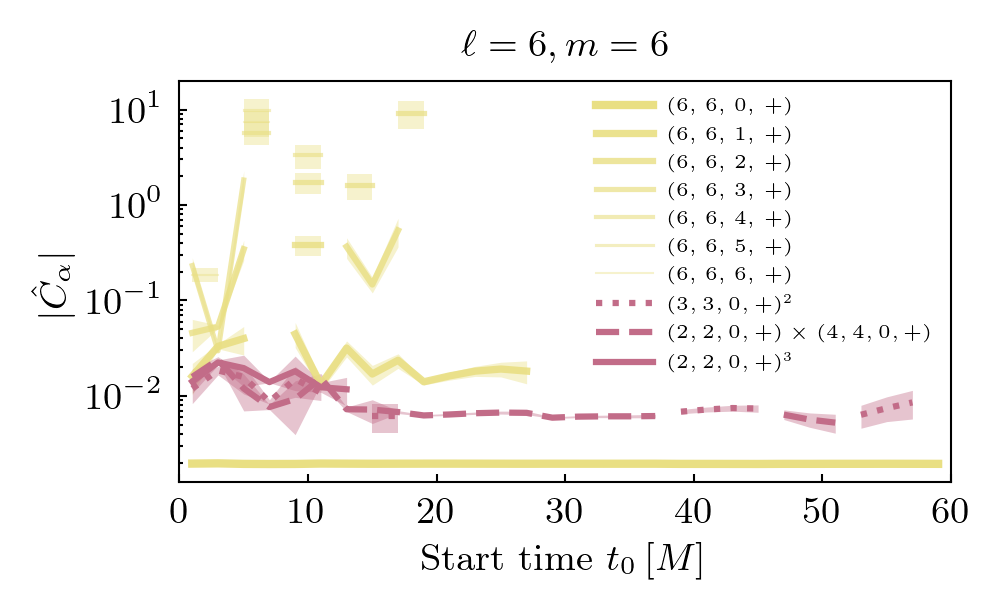 ℓ = 6, m = 6
|Ĉ_α|
10¹
10⁰
10⁻¹
10⁻²
(6, 6, 0, +)
(6, 6, 1, +)
(6, 6, 2, +)
(6, 6, 3, +)
(6, 6, 4, +)
(6, 6, 5, +)
(6, 6, 6, +)
(3, 3, 0, +)²
(2, 2, 0, +) × (4, 4, 0, +)
(2, 2, 0, +)³
0 10 20 30 40 50 60
Start time t₀ [M]